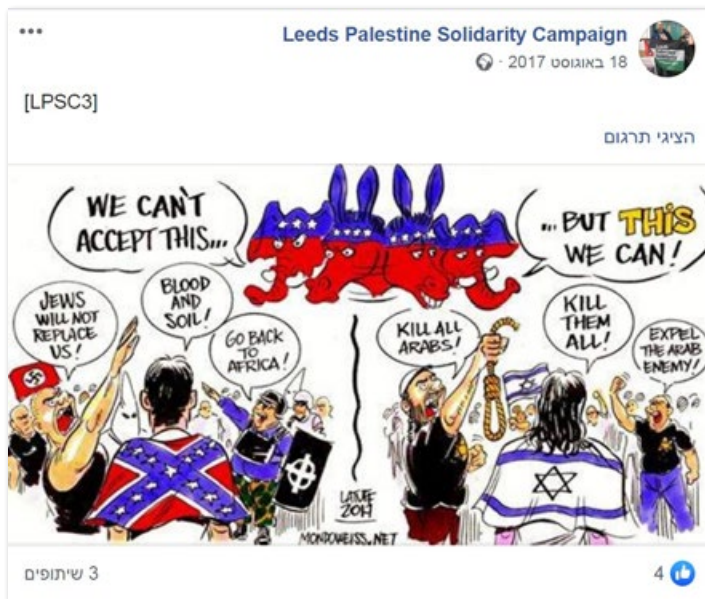 Leeds Palestine Solidarity Campaign
18 באוגוסט 2017
[LPSC3]
הציגי תרגום
WE CAN'T
ACCEPT THIS...
... BUT THIS
WE CAN!
JEWS
WILL NOT
REPLACE
US!
BLOOD
AND
SOIL!
GO BACK
TO
AFRICA!
KILL ALL
ARABS!
KILL
THEM
ALL!
EXPEL
THE ARAB
ENEMY!
LATUFF
2017
MONDOWEISS.NET
3 שיתופים
4